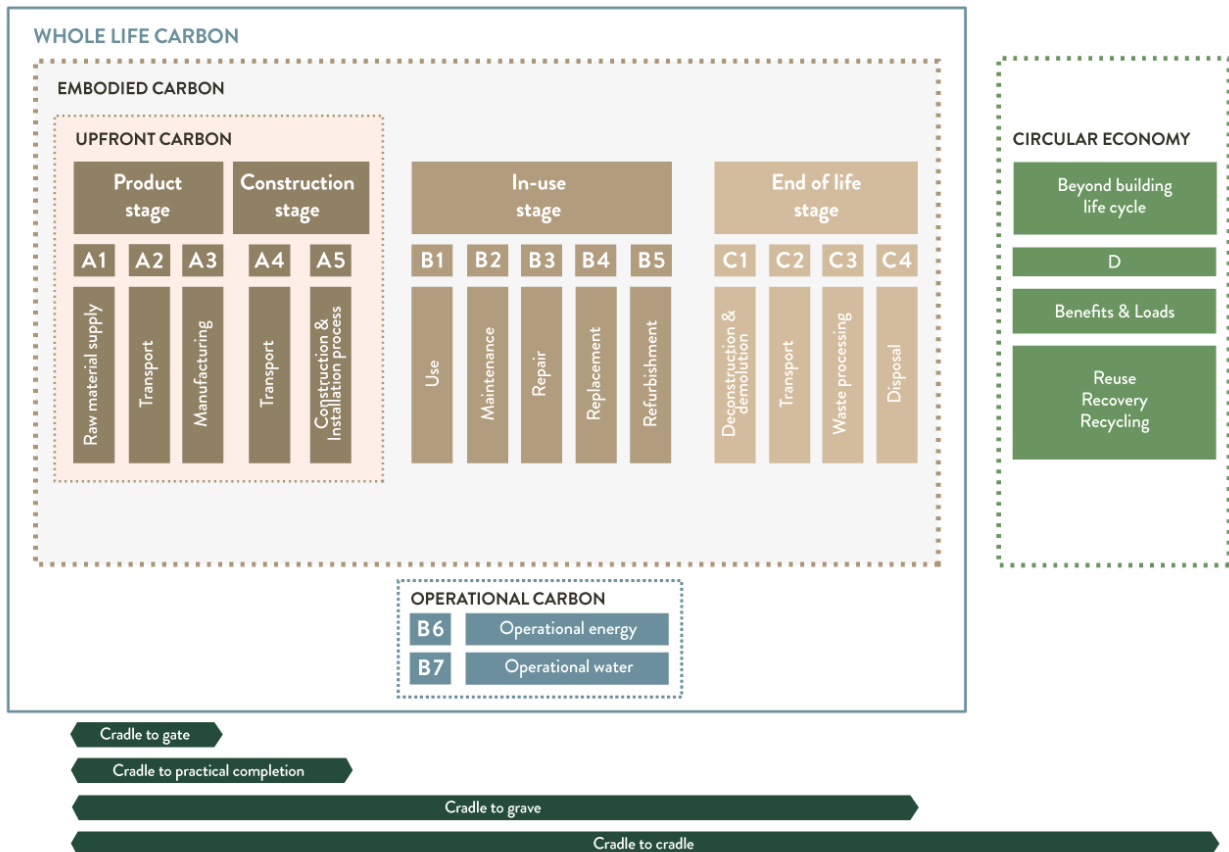 WHOLE LIFE CARBON
EMBODIED CARBON
UPFRONT CARBON
Product
stage
Construction
stage
In-use
stage
End of life
stage
A1
A2
A3
A4
A5
B1
B2
B3
B4
B5
C1
C2
C3
C4
Raw material supply
Transport
Manufacturing
Transport
Construction &
Installation process
Use
Maintenance
Repair
Replacement
Refurbishment
Deconstruction &
demolition
Transport
Waste processing
Disposal
OPERATIONAL CARBON
B6
Operational energy
B7
Operational water
CIRCULAR ECONOMY
Beyond building
life cycle
D
Benefits & Loads
Reuse
Recovery
Recycling
Cradle to gate
Cradle to practical completion
Cradle to grave
Cradle to cradle